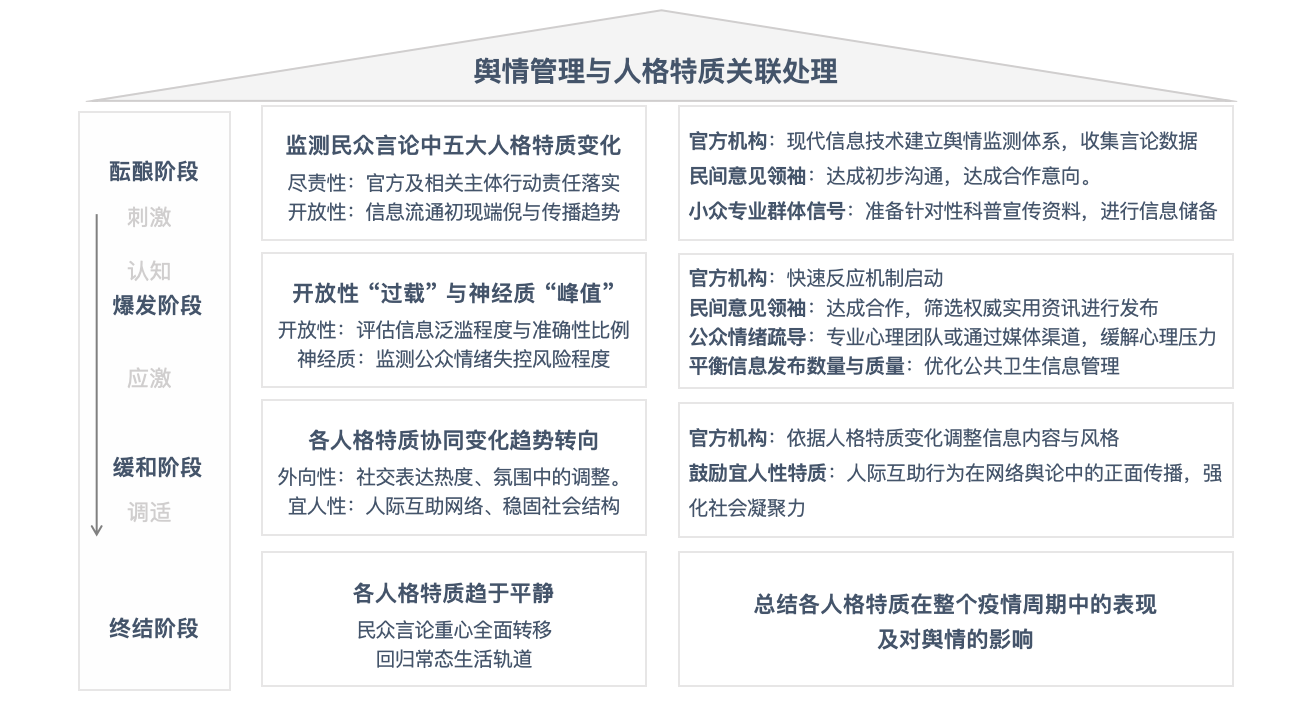 舆情管理与人格特质关联处理
酝酿阶段
刺激
认知
爆发阶段
应激
缓和阶段
调适
终结阶段
监测民众言论中五大人格特质变化
尽责性：官方及相关主体行动责任落实
开放性：信息流通初现端倪与传播趋势
官方机构：现代信息技术建立舆情监测体系，收集言论数据
民间意见领袖：达成初步沟通，达成合作意向。
小众专业群体信号：准备针对性科普宣传资料，进行信息储备
开放性“过载”与神经质“峰值”
开放性：评估信息泛滥程度与准确性比例
神经质：监测公众情绪失控风险程度
官方机构：快速反应机制启动
民间意见领袖：达成合作，筛选权威实用资讯进行发布
公众情绪疏导：专业心理团队或通过媒体渠道，缓解心理压力
平衡信息发布数量与质量：优化公共卫生信息管理
各人格特质协同变化趋势转向
外向性：社交表达热度、氛围中的调整。
宜人性：人际互助网络、稳固社会结构
官方机构：依据人格特质变化调整信息内容与风格
鼓励宜人性特质：人际互助行为在网络舆论中的正面传播，强
化社会凝聚力
各人格特质趋于平静
民众言论重心全面转移
回归常态生活轨道
总结各人格特质在整个疫情周期中的表现
及对舆情的影响